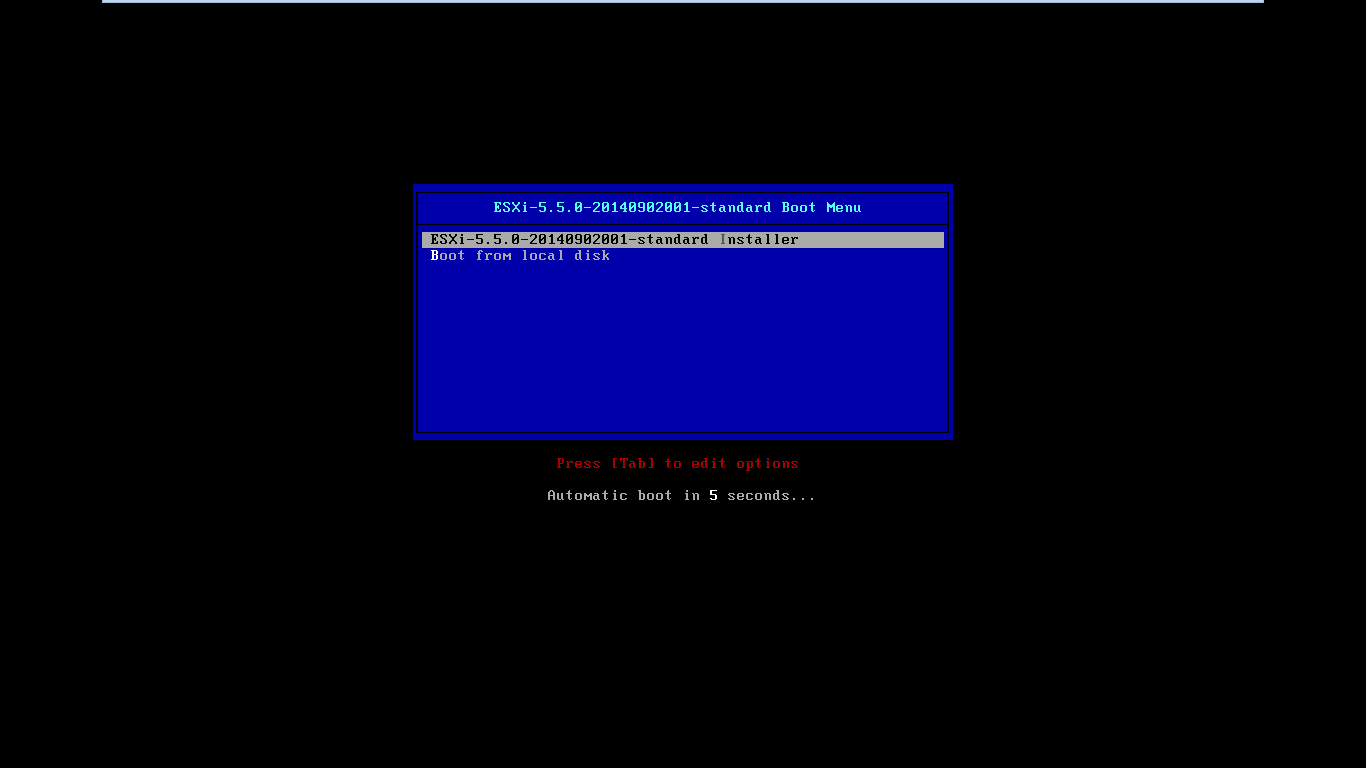 ESXi-5.5.0-20140902001-standard Boot Menu
ESXi-5.5.0-20140902001-standard Installer
Boot from local disk
Press [Tab] to edit options
Automatic boot in 5 seconds...